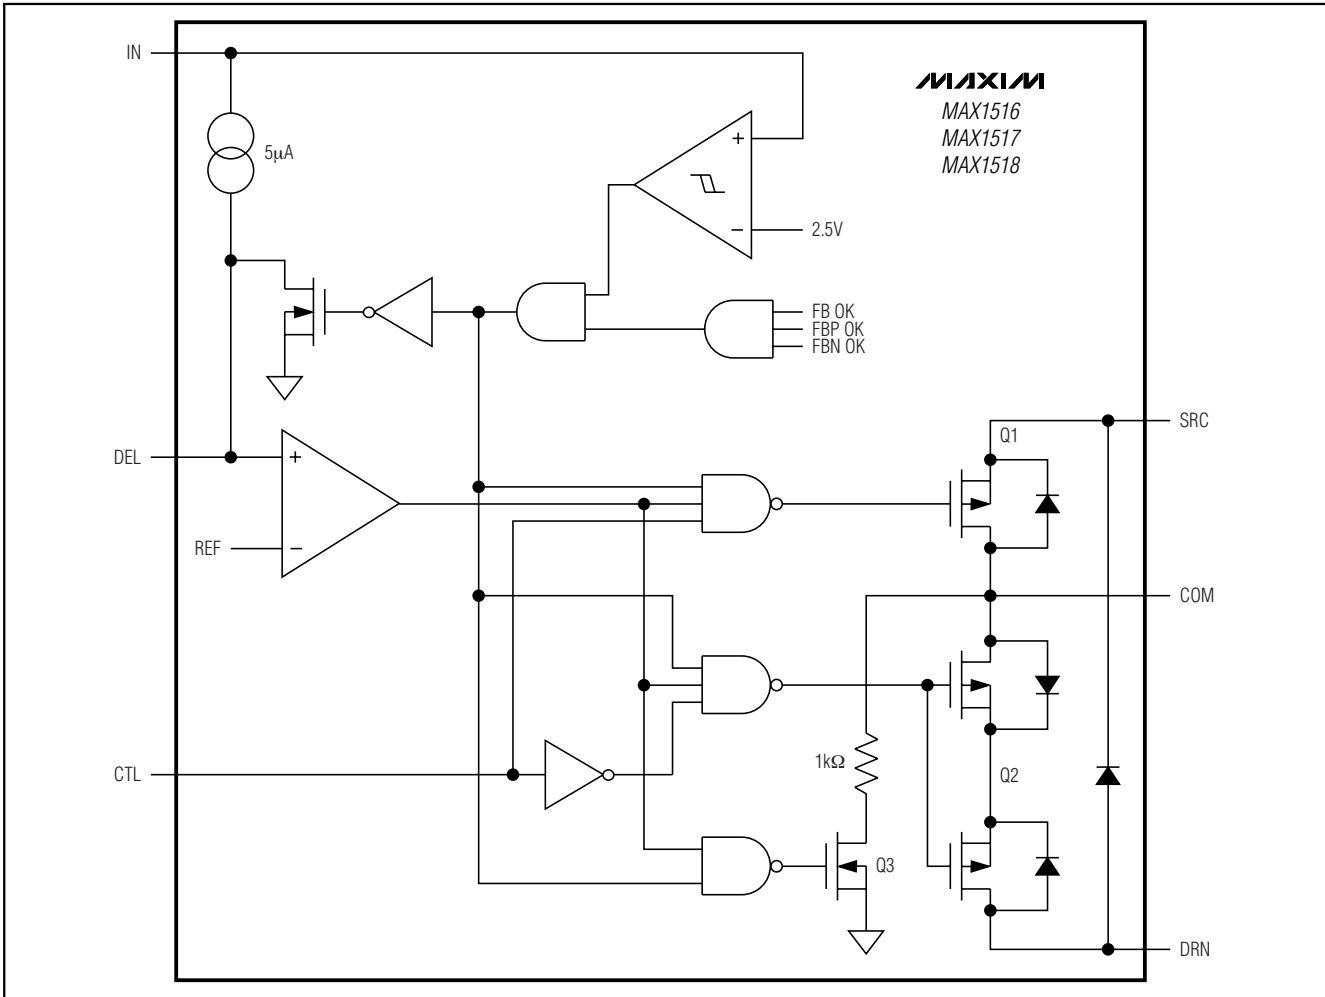 IN
MAXIM
MAX1516
MAX1517
MAX1518
5µA
+
−
2.5V
FB OK
FBP OK
FBN OK
SRC
Q1
DEL
+
REF
−
COM
1kΩ
CTL
Q2
Q3
DRN